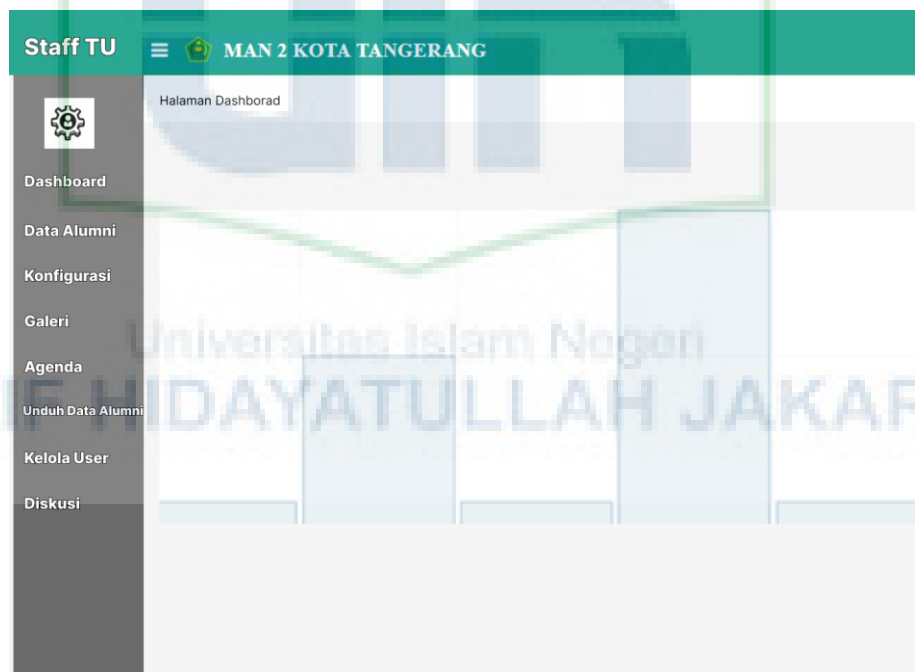 Staff TU
MAN 2 KOTA TANGERANG
Halaman Dashborad
Dashboard
Data Alumni
Konfigurasi
Galeri
Agenda
Unduh Data Alumni
Kelola User
Diskusi
uin
Universitas Islam Negeri
IF HIDAYATULLAH JAKAR